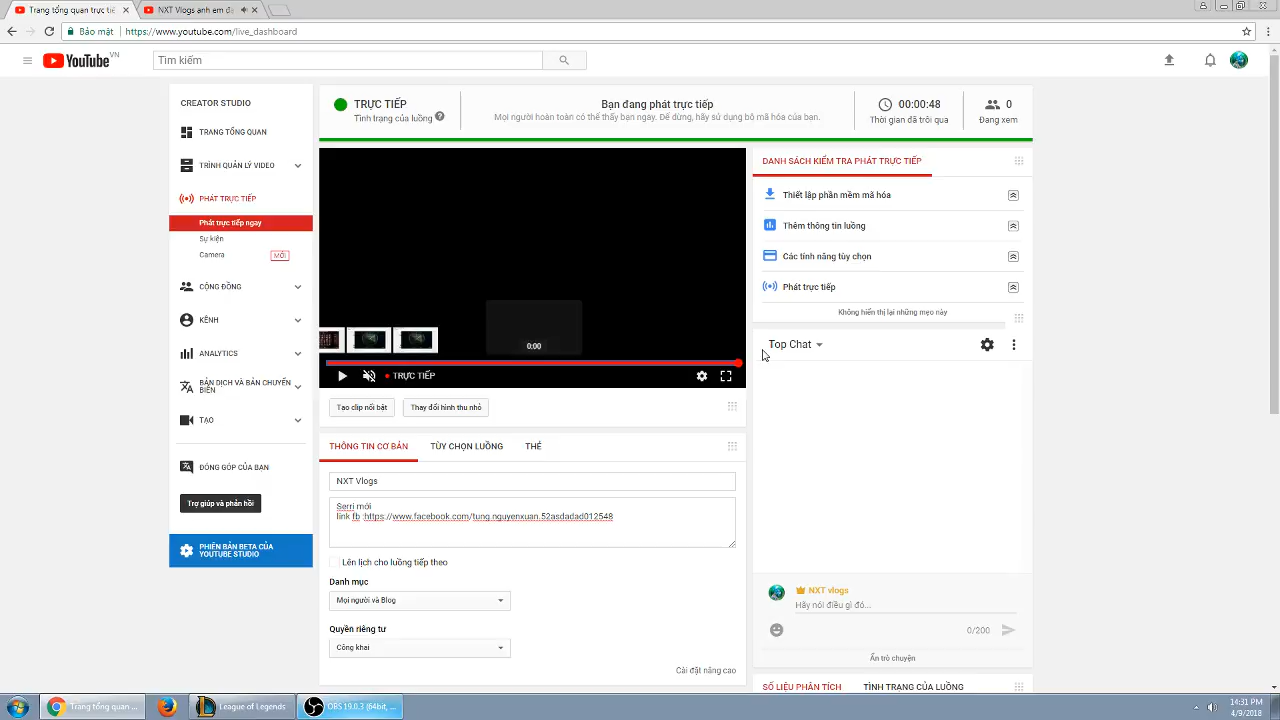 Trang tổng quan trực tiế
NXT Vlogs anh em đấ
Bảo mật
https://www.youtube.com/live_dashboard
YouTube VN
Tìm kiếm
CREATOR STUDIO
TRANG TỔNG QUAN
TRÌNH QUẢN LÝ VIDEO
PHÁT TRỰC TIẾP
Phát trực tiếp ngay
Sự kiện
Camera
MỚI
CỘNG ĐỒNG
KÊNH
ANALYTICS
BẢN DỊCH VÀ BẢN CHUYỂN
BIÊN
TẠO
ĐÓNG GÓP CỦA BẠN
Trợ giúp và phản hồi
PHIÊN BẢN BETA CỦA
YOUTUBE STUDIO
TRỰC TIẾP
Tình trạng của luồng
Bạn đang phát trực tiếp
Mọi người hoàn toàn có thể thấy bạn ngay. Để dừng, hãy sử dụng bộ mã hóa của bạn.
00:00:48
Thời gian đã trôi qua
0
Đang xem
0:00
TRỰC TIẾP
Tạo clip nổi bật
Thay đổi hình thu nhỏ
THÔNG TIN CƠ BẢN
TÙY CHỌN LUỒNG
THẺ
NXT Vlogs
Serri mới
link fb :https://www.facebook.com/tung.nguyenxuan.52asdadad012548
Lên lịch cho luồng tiếp theo
Danh mục
Mọi người và Blog
Quyền riêng tư
Công khai
Cài đặt nâng cao
DANH SÁCH KIỂM TRA PHÁT TRỰC TIẾP
Thiết lập phần mềm mã hóa
Thêm thông tin luồng
Các tính năng tùy chọn
Phát trực tiếp
Không hiển thị lại những mẹo này
Top Chat
NXT vlogs
Hãy nói điều gì đó...
0/200
Ẩn trò chuyện
SỐ LIỆU PHÂN TÍCH
TÌNH TRẠNG CỦA LUỒNG
Trang tổng quan ...
League of Legends
OBS 19.0.3 (64bit, ...
14:31 PM
4/9/2018